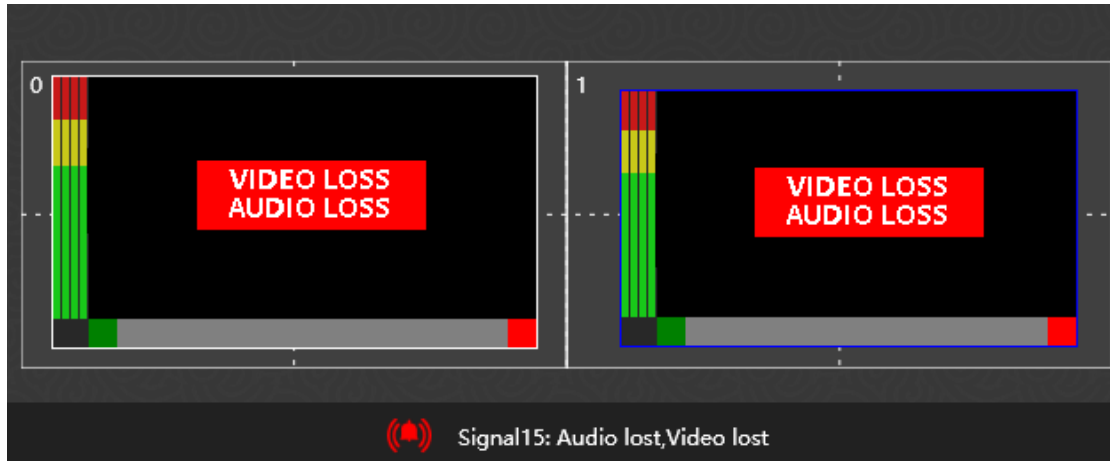 0
VIDEO LOSS
AUDIO LOSS
1
VIDEO LOSS
AUDIO LOSS
Signal15: Audio lost,Video lost